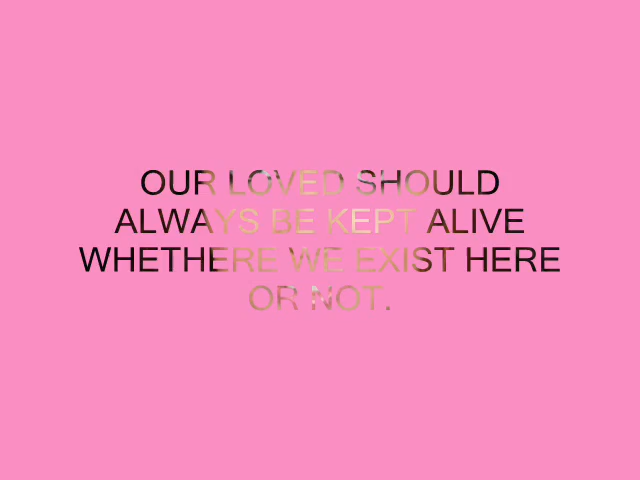 OUR LOVED SHOULD
ALWAYS BE KEPT ALIVE
WHETHERE WE EXIST HERE
OR NOT.